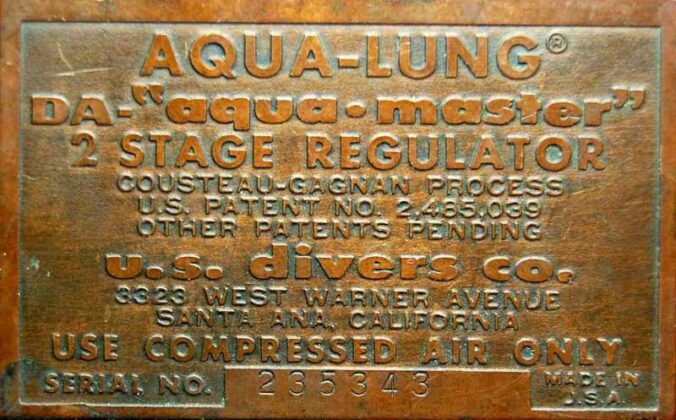 AQUA-LUNG®
DA-"aqua•master"
2 STAGE REGULATOR
COUSTEAU-GAGNAN PROCESS
U.S. PATENT NO. 2,485,039
OTHER PATENTS PENDING
u.s. divers co.
3323 WEST WARNER AVENUE
SANTA ANA, CALIFORNIA
USE COMPRESSED AIR ONLY
SERIAL NO. 235343 MADE IN U.S.A.